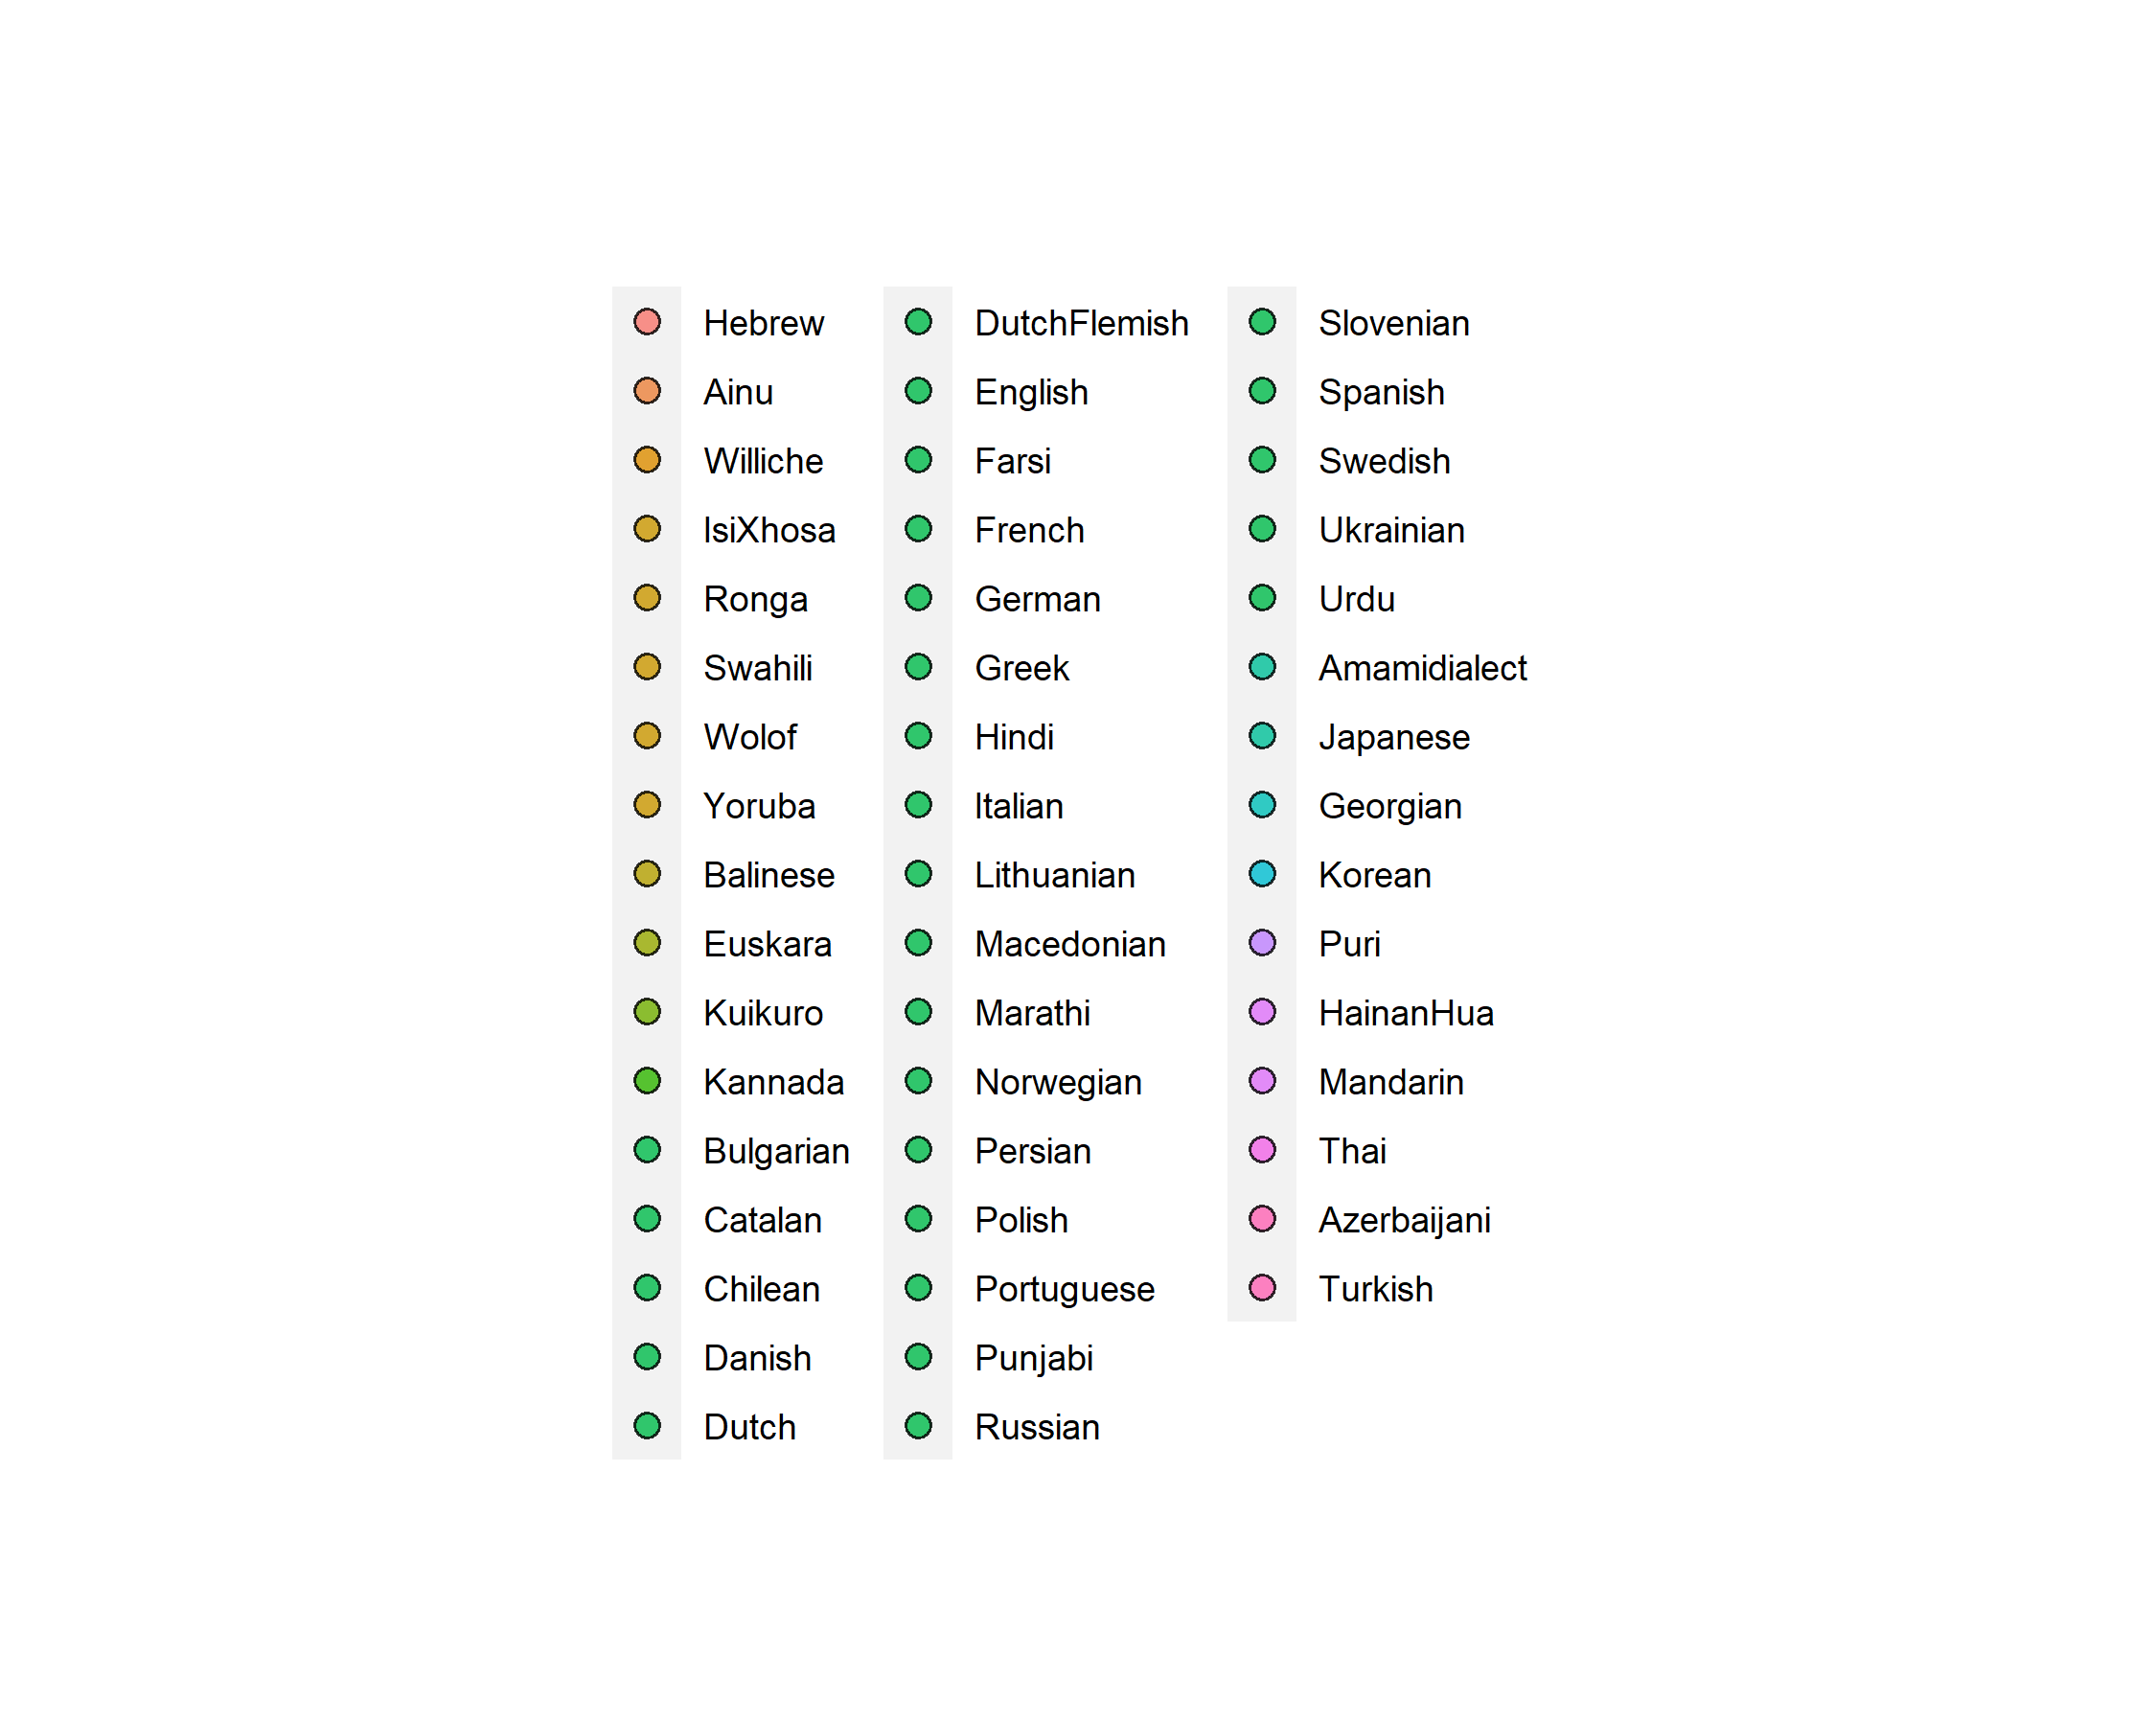 Hebrew
Ainu
Williche
IsiXhosa
Ronga
Swahili
Wolof
Yoruba
Balinese
Euskara
Kuikuro
Kannada
Bulgarian
Catalan
Chilean
Danish
Dutch
DutchFlemish
English
Farsi
French
German
Greek
Hindi
Italian
Lithuanian
Macedonian
Marathi
Norwegian
Persian
Polish
Portuguese
Punjabi
Russian
Slovenian
Spanish
Swedish
Ukrainian
Urdu
Amamidialect
Japanese
Georgian
Korean
Puri
HainanHua
Mandarin
Thai
Azerbaijani
Turkish